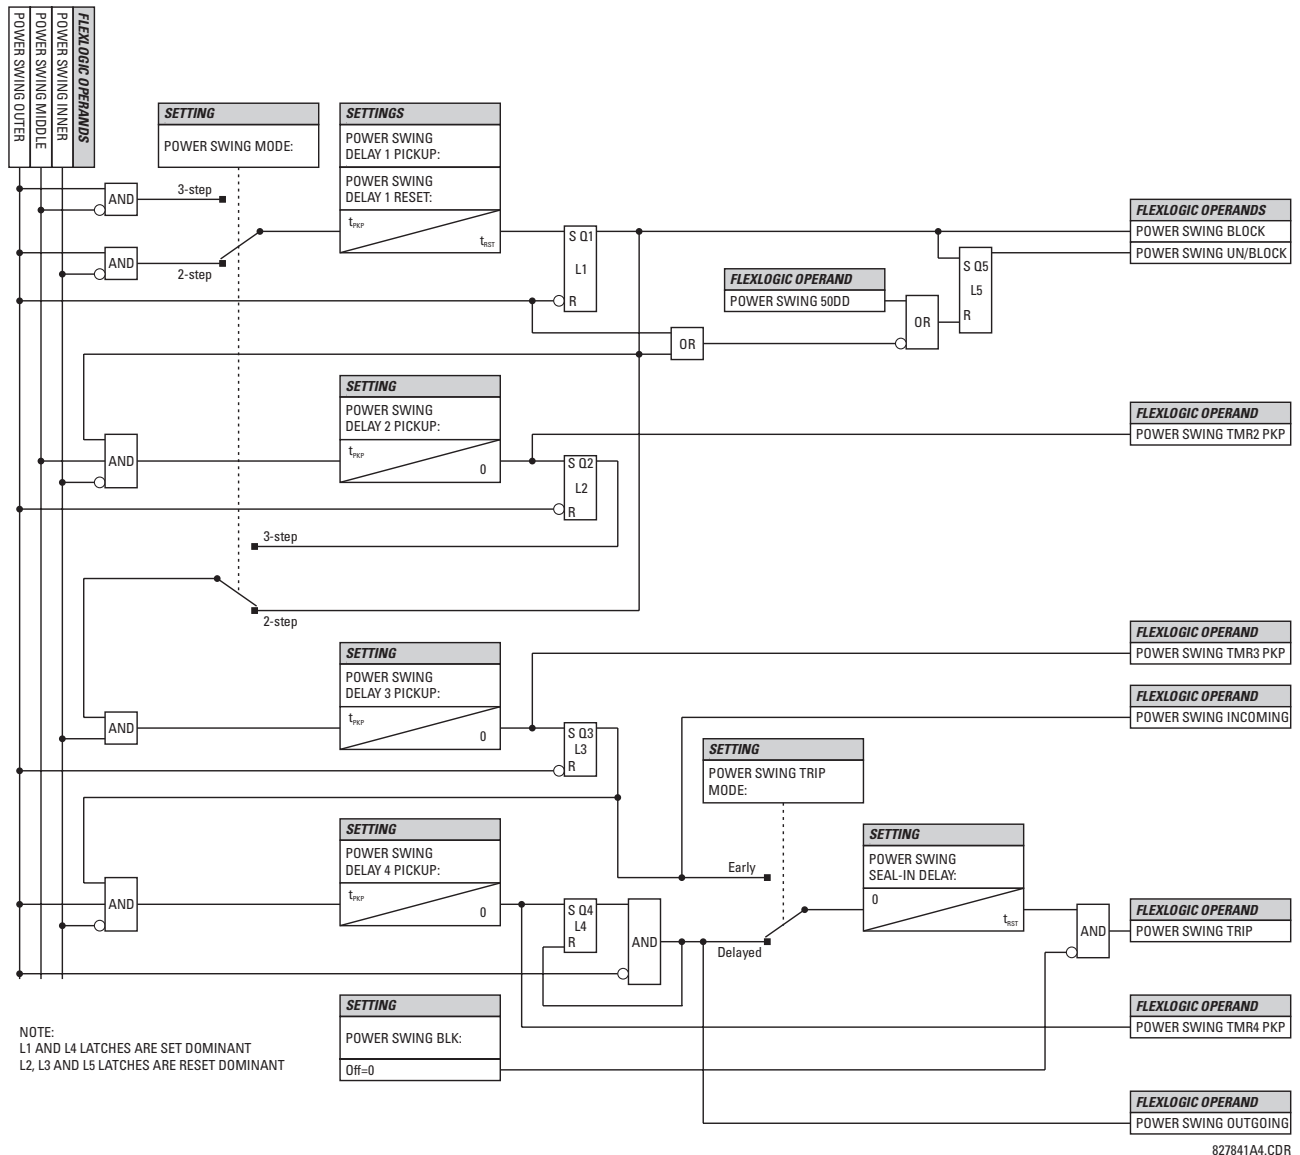 FLEXLOGIC OPERANDS
POWER SWING INNER
POWER SWING MIDDLE
POWER SWING OUTER
SETTING
POWER SWING MODE:
SETTINGS
POWER SWING
DELAY 1 PICKUP:
POWER SWING
DELAY 1 RESET:
tPKP
tRST
AND
3-step
AND
2-step
S Q1
L1
R
FLEXLOGIC OPERANDS
POWER SWING BLOCK
POWER SWING UN/BLOCK
FLEXLOGIC OPERAND
POWER SWING 50DD
OR
OR
S Q5
L5
R
SETTING
POWER SWING
DELAY 2 PICKUP:
tPKP
0
AND
S Q2
L2
R
FLEXLOGIC OPERAND
POWER SWING TMR2 PKP
3-step
2-step
SETTING
POWER SWING
DELAY 3 PICKUP:
tPKP
0
AND
S Q3
L3
R
FLEXLOGIC OPERAND
POWER SWING TMR3 PKP
FLEXLOGIC OPERAND
POWER SWING INCOMING
SETTING
POWER SWING TRIP
MODE:
SETTING
POWER SWING
DELAY 4 PICKUP:
tPKP
0
AND
S Q4
L4
R
AND
Early
Delayed
SETTING
POWER SWING
SEAL-IN DELAY:
0
tRST
AND
FLEXLOGIC OPERAND
POWER SWING TRIP
SETTING
POWER SWING BLK:
Off=0
FLEXLOGIC OPERAND
POWER SWING TMR4 PKP
NOTE:
L1 AND L4 LATCHES ARE SET DOMINANT
L2, L3 AND L5 LATCHES ARE RESET DOMINANT
FLEXLOGIC OPERAND
POWER SWING OUTGOING
827841A4.CDR